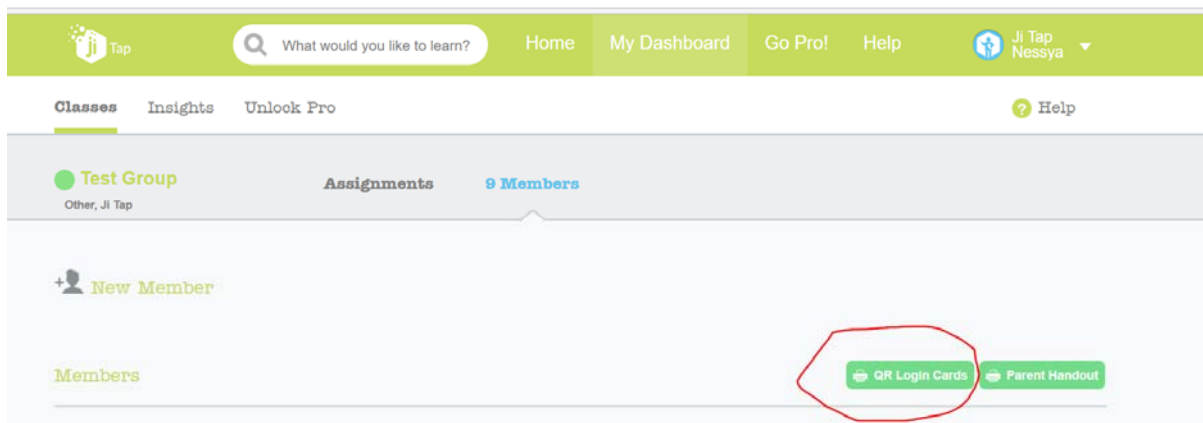 ji Tap
What would you like to learn?
Home
My Dashboard
Go Pro!
Help
Ji Tap
Nessya
Classes
Insights
Unlock Pro
? Help
Test Group
Other, Ji Tap
Assignments
9 Members
New Member
Members
QR Login Cards
Parent Handout